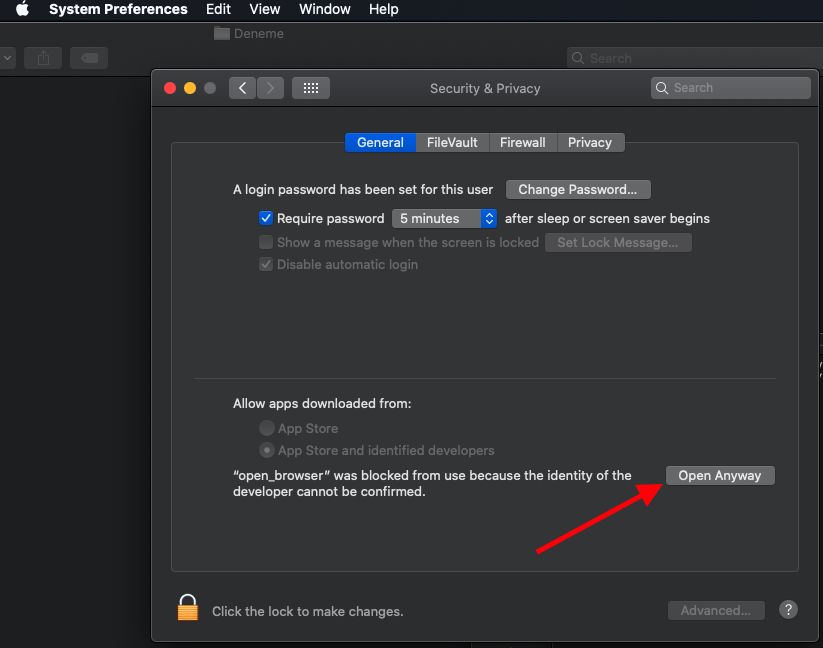 System Preferences Edit View Window Help
Deneme
Search
Security & Privacy
Search
General FileVault Firewall Privacy
A login password has been set for this user Change Password...
Require password 5 minutes after sleep or screen saver begins
Show a message when the screen is locked Set Lock Message...
Disable automatic login
Allow apps downloaded from:
App Store
App Store and identified developers
“open_browser” was blocked from use because the identity of the Open Anyway
developer cannot be confirmed.
Click the lock to make changes. Advanced... ?